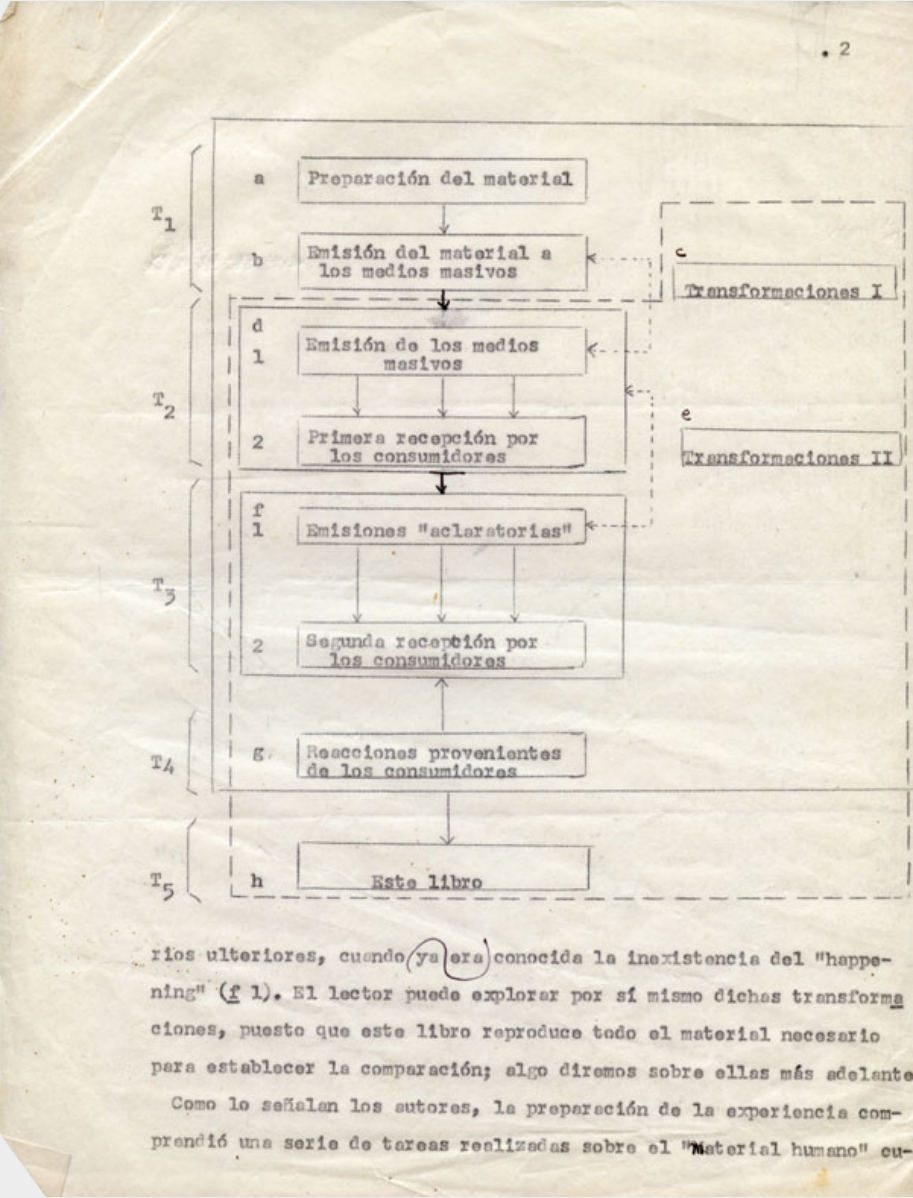 . 2
T1
a Preparación del material
b Emisión del material a
los medios masivos
c
Transformaciones I
T2
d
1 Emisión de los medios
masivos
2 Primera recepción por
los consumidores
e
Transformaciones II
T3
f
1 Emisiones "aclaratorias"
2 Segunda recepción por
los consumidores
T4
g. Reacciones provenientes
de los consumidores
T5
h Este libro
rios ulteriores, cuando ya era conocida la inexistencia del "happe-
ning" (f 1). El lector puede explorar por sí mismo dichas transforma
ciones, puesto que este libro reproduce todo el material necesario
para establecer la comparación; algo diremos sobre ellas más adelante
Como lo señalan los autores, la preparación de la experiencia com-
prendió una serie de tareas realizadas sobre el "Material humano" cu-